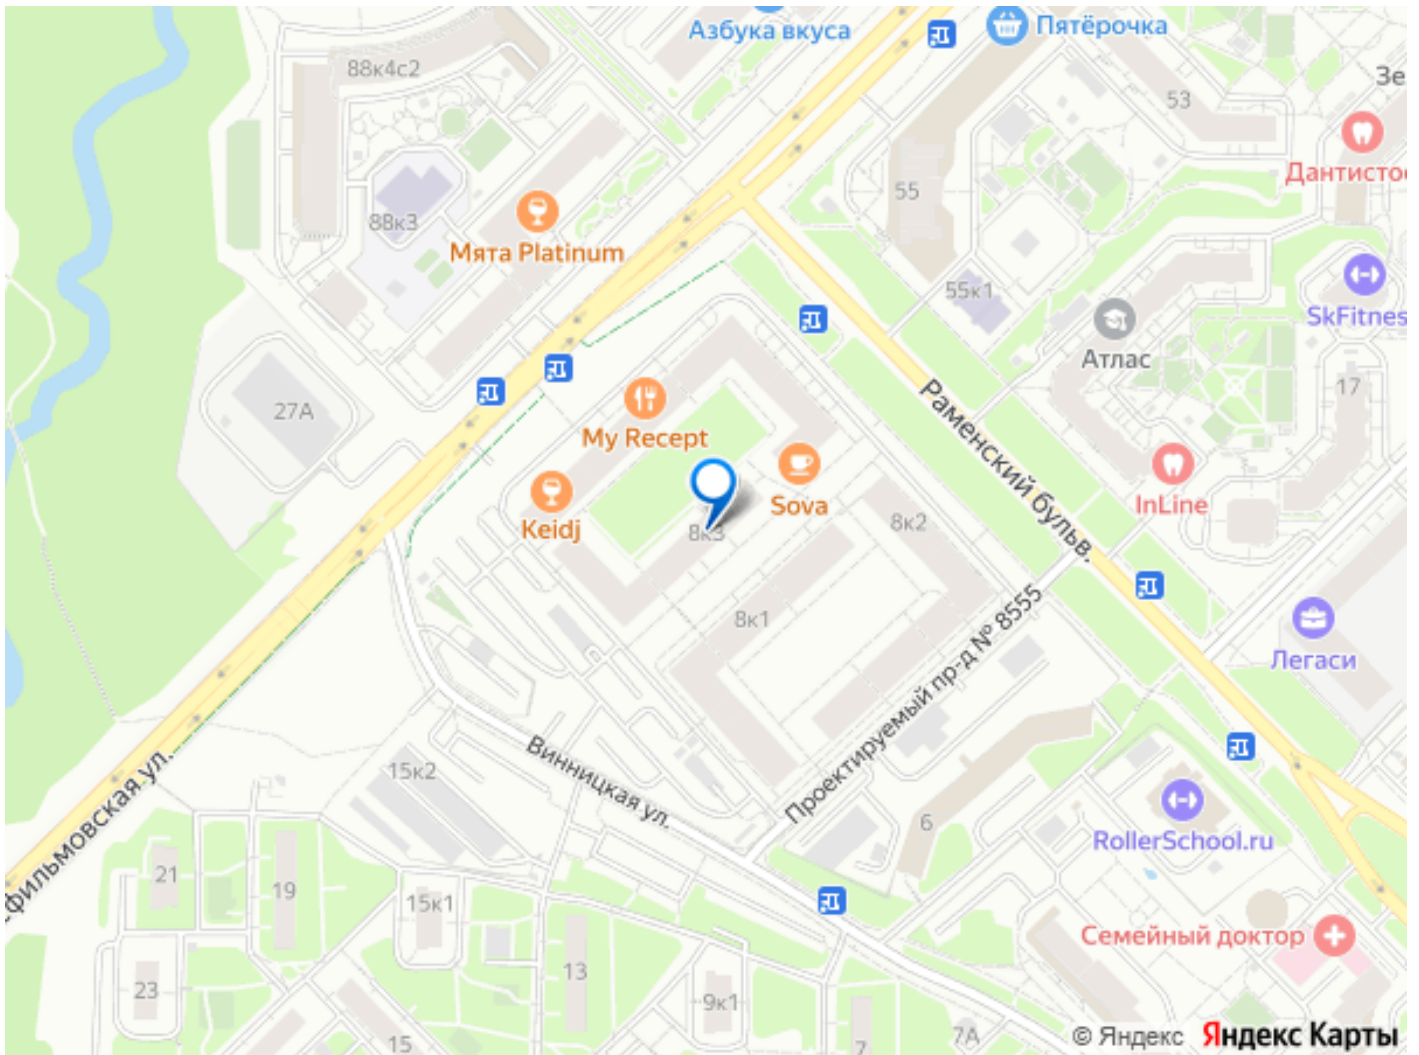 Азбука вкуса
Пятёрочка
88к4с2
53
Зе
Дантистос
88к3
55
Мята Platinum
55к1
SkFitnes
Атлас
17
27А
Раменский бульв.
My Recept
InLine
Sova
Keidj
8к3
8к2
8к1
Проектируемый пр-д № 8555
Легаси
Винницкая ул.
15к2
фильмовская ул.
6
RollerSchool.ru
21
19
15к1
Семейный доктор
13
23
9к1
15
7
7А
© Яндекс Яндекс Карты